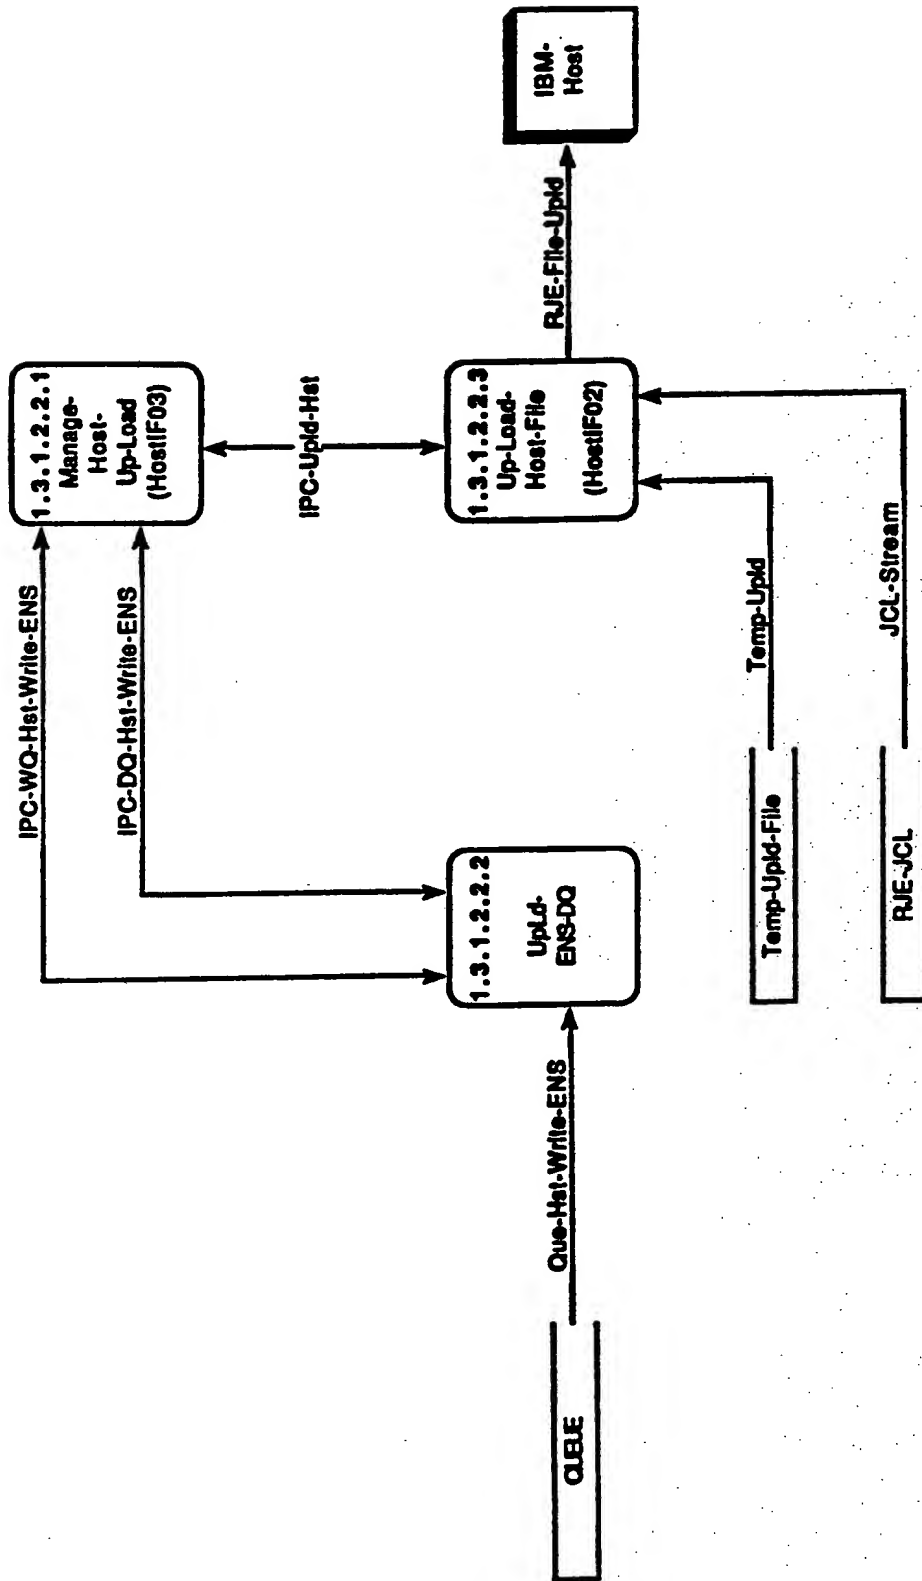 IPC-WQ-Hst-Write-ENS
IPC-DQ-Hst-Write-ENS
1.3.1.2.2.1
Manage-
Host-
Up-Load
(HostIF03)
IPC-Upld-Hst
QUEUE
Que-Hst-Write-ENS
1.3.1.2.2.2
UpLd-
ENS-DQ
1.3.1.2.2.3
Up-Load-
Host-File
(HostIF02)
RJE-File-Upld
IBM-
Host
Temp-Upld-File
Temp-Upld
RJE-JCL
JCL-Stream